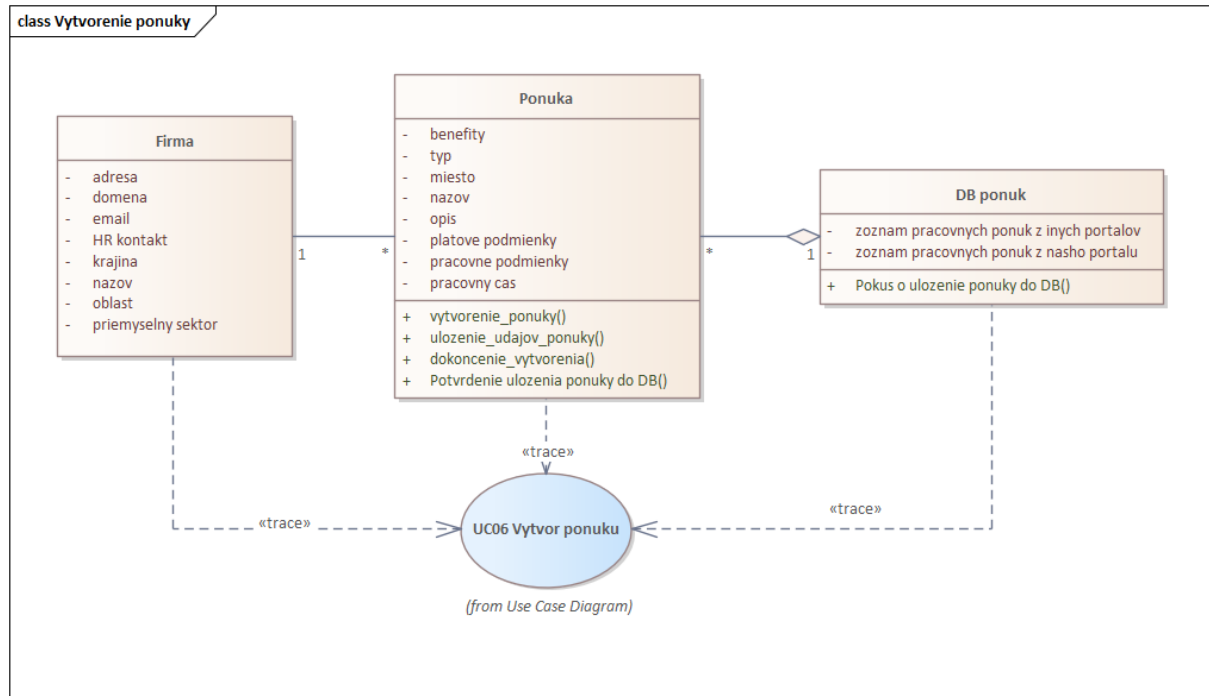 class Vytvorenie ponuky
Firma
- adresa
- domena
- email
- HR kontakt
- krajina
- nazov
- oblast
- priemyselny sektor
1
*
Ponuka
- benefity
- typ
- miesto
- nazov
- opis
- platove podmienky
- pracovne podmienky
- pracovny cas
+ vytvorenie_ponuky()
+ ulozenie_udajov_ponuky()
+ dokoncenie_vytvorenia()
+ Potvrdenie ulozenia ponuky do DB()
*
1
DB ponuk
- zoznam pracovnych ponuk z inych portalov
- zoznam pracovnych ponuk z nasho portalu
+ Pokus o ulozenie ponuky do DB()
«trace»
«trace»
«trace»
UC06 Vytvor ponuku
(from Use Case Diagram)